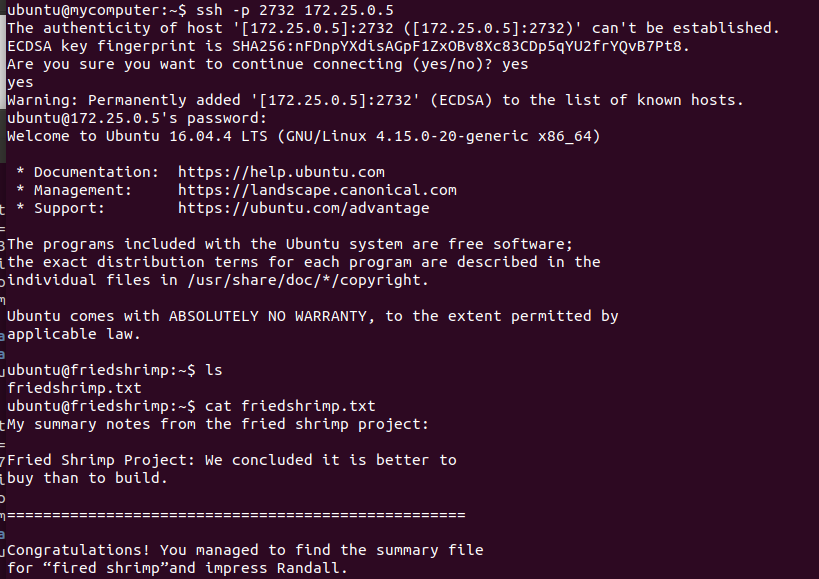 ubuntu@mycomputer:~$ ssh -p 2732 172.25.0.5
The authenticity of host '[172.25.0.5]:2732 ([172.25.0.5]:2732)' can't be established.
ECDSA key fingerprint is SHA256:nFDnpYXdisAGpF1ZxOBv8Xc83CDp5qYU2frYQvB7Pt8.
Are you sure you want to continue connecting (yes/no)? yes
yes
Warning: Permanently added '[172.25.0.5]:2732' (ECDSA) to the list of known hosts.
ubuntu@172.25.0.5's password:
Welcome to Ubuntu 16.04.4 LTS (GNU/Linux 4.15.0-20-generic x86_64)
* Documentation:  https://help.ubuntu.com
* Management:     https://landscape.canonical.com
* Support:        https://ubuntu.com/advantage
The programs included with the Ubuntu system are free software;
the exact distribution terms for each program are described in the
individual files in /usr/share/doc/*/copyright.
Ubuntu comes with ABSOLUTELY NO WARRANTY, to the extent permitted by
applicable law.
ubuntu@friedshrimp:~$ ls
friedshrimp.txt
ubuntu@friedshrimp:~$ cat friedshrimp.txt
My summary notes from the fried shrimp project:
Fried Shrimp Project: We concluded it is better to
buy than to build.
===================================================
Congratulations! You managed to find the summary file
for “fired shrimp”and impress Randall.